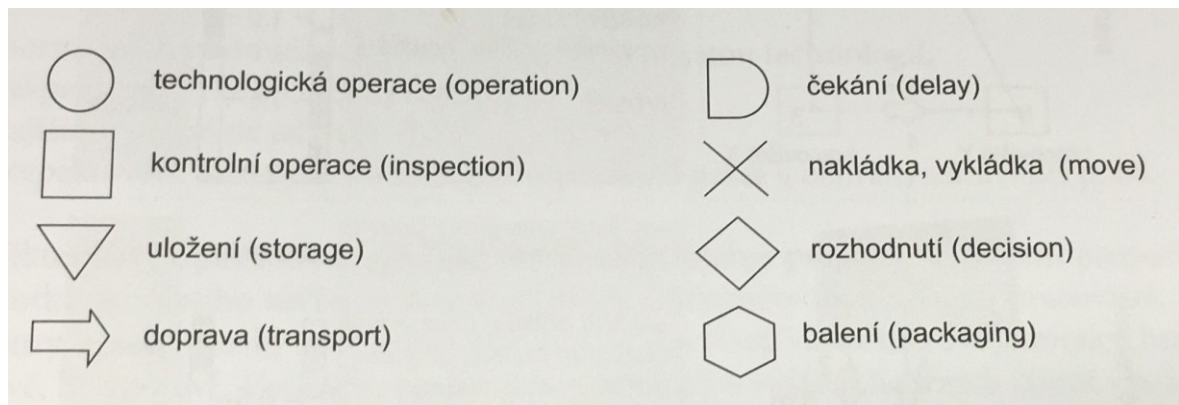 technologická operace (operation)
kontrolní operace (inspection)
uložení (storage)
doprava (transport)
čekání (delay)
nakládka, vykládka (move)
rozhodnutí (decision)
balení (packaging)